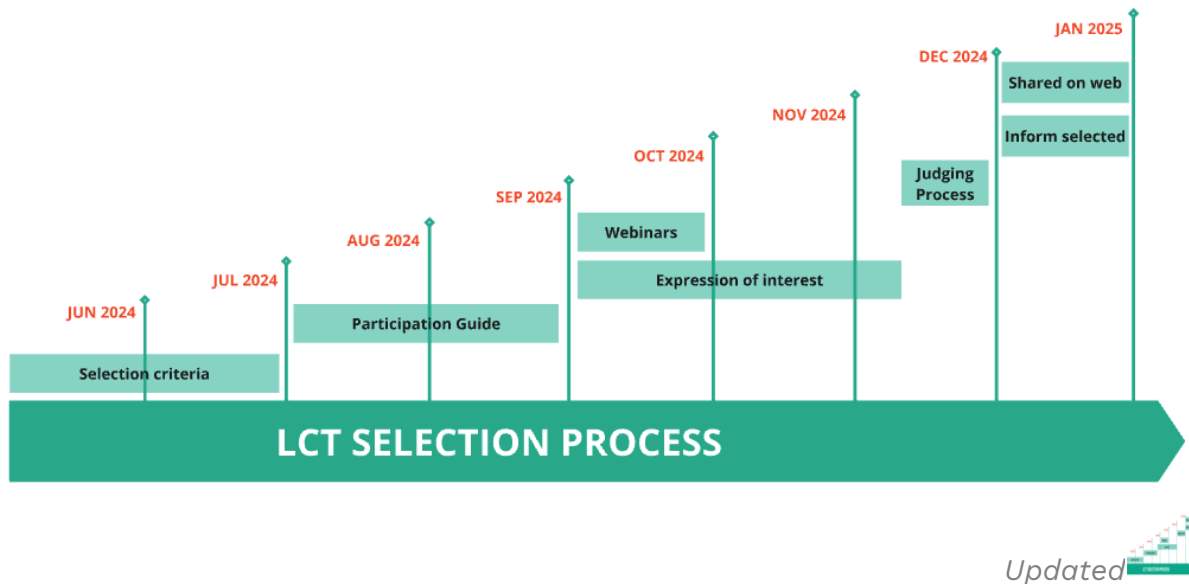 JAN 2025
DEC 2024
Shared on web
NOV 2024
Inform selected
OCT 2024
Judging
Process
SEP 2024
Webinars
AUG 2024
Expression of interest
JUL 2024
JUN 2024
Participation Guide
Selection criteria
LCT SELECTION PROCESS
Updated